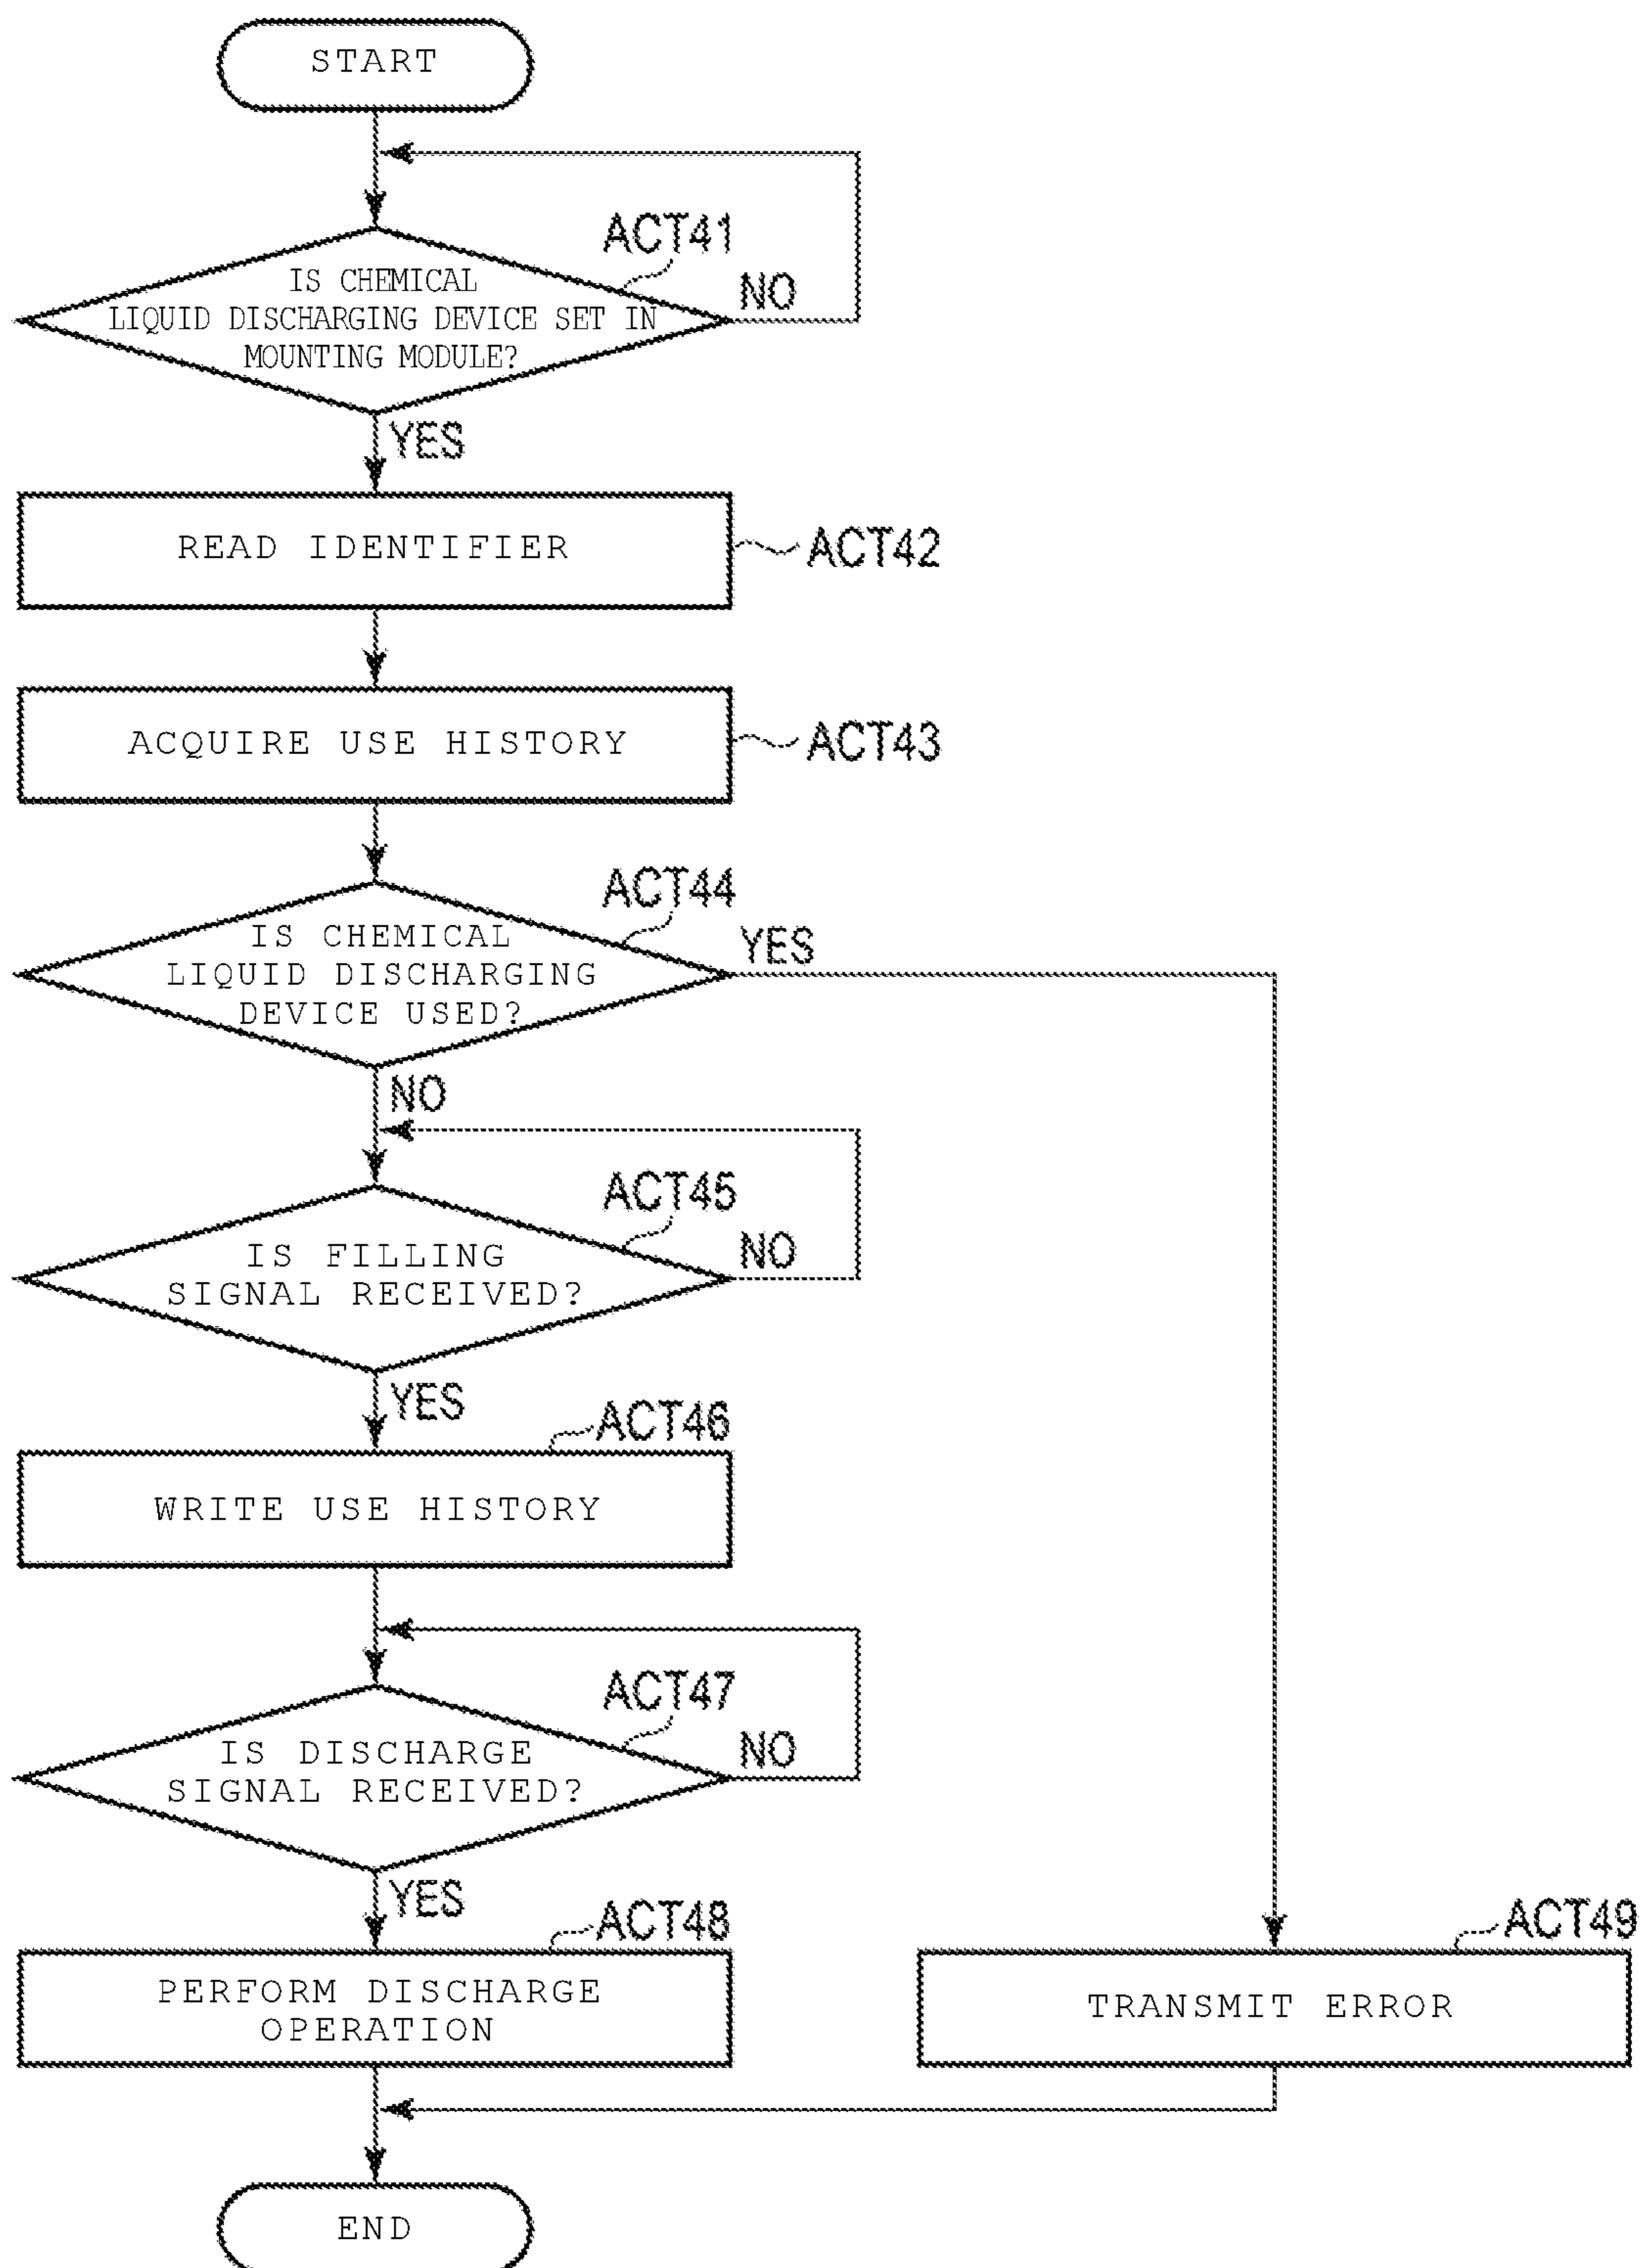 START
ACT41
IS CHEMICAL
LIQUID DISCHARGING DEVICE SET IN
MOUNTING MODULE?
NO
YES
READ IDENTIFIER
ACT42
ACQUIRE USE HISTORY
ACT43
ACT44
IS CHEMICAL
LIQUID DISCHARGING
DEVICE USED?
YES
NO
ACT45
IS FILLING
SIGNAL RECEIVED?
NO
YES
ACT46
WRITE USE HISTORY
ACT47
IS DISCHARGE
SIGNAL RECEIVED?
NO
YES
ACT48
PERFORM DISCHARGE
OPERATION
ACT49
TRANSMIT ERROR
END